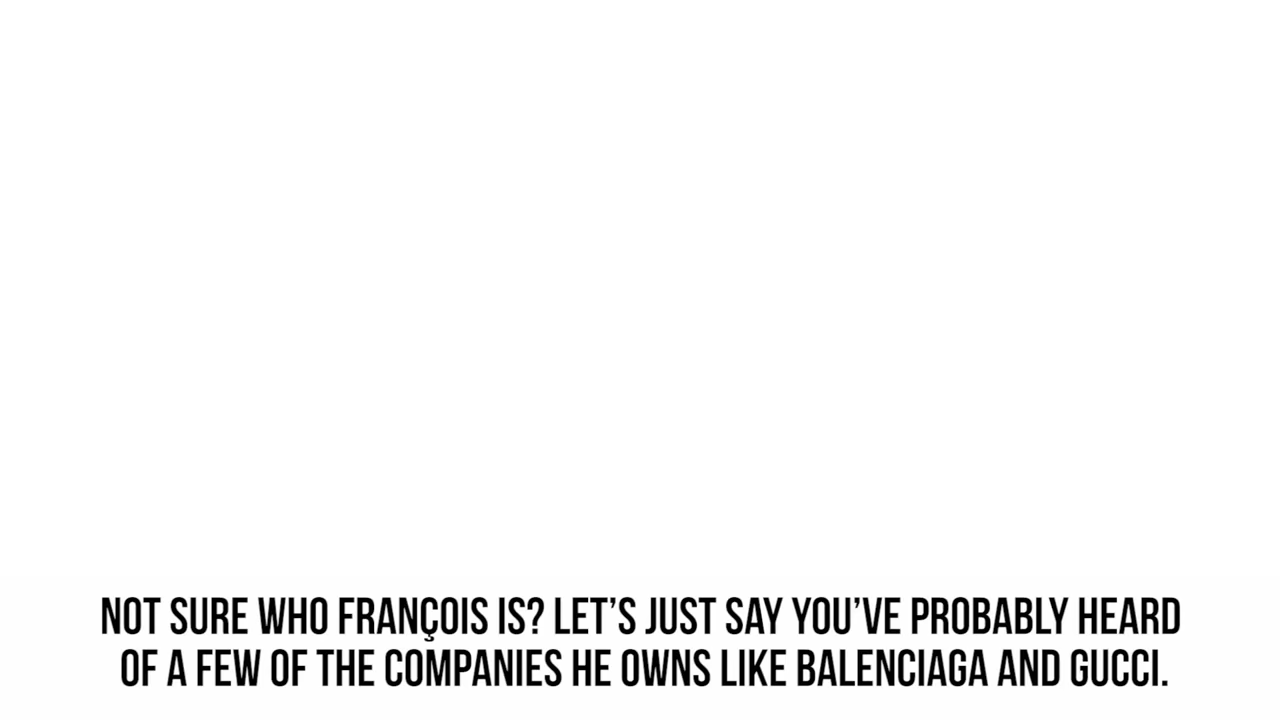 NOT SURE WHO FRANÇOIS IS? LET’S JUST SAY YOU’VE PROBABLY HEARD
OF A FEW OF THE COMPANIES HE OWNS LIKE BALENCIAGA AND GUCCI.